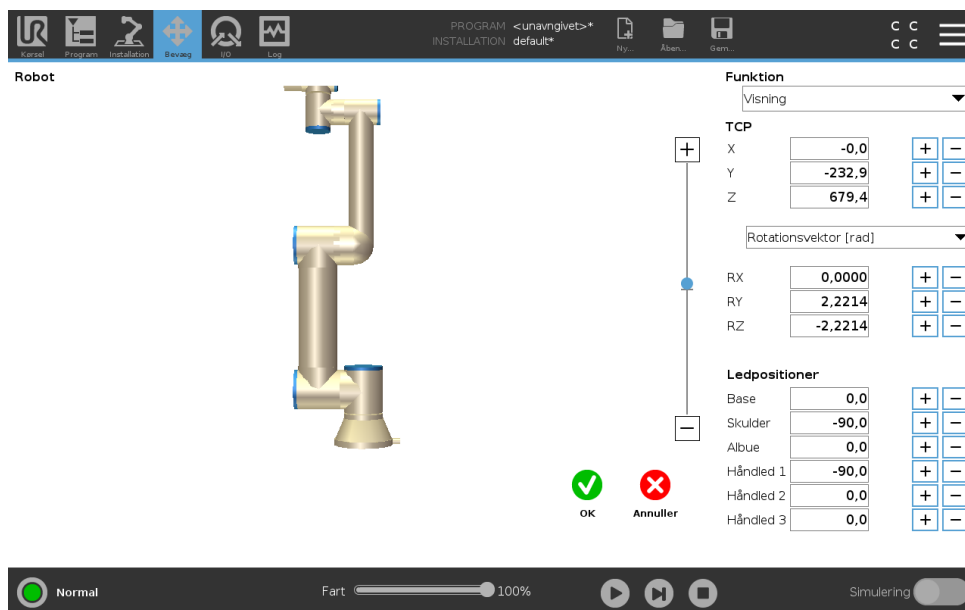 PROGRAM <unavngivet>*
INSTALLATION default*
UR
Kørsel Program Installation Bevæg I/O Log Ny... Åben... Gem...
C C
C C
Robot
Funktion
Visning
TCP
X -0,0 + −
Y -232,9 + −
Z 679,4 + −
Rotationsvektor [rad]
RX 0,0000 + −
RY 2,2214 + −
RZ -2,2214 + −
Ledpositioner
Base 0,0 + −
Skulder -90,0 + −
Albue 0,0 + −
Håndled 1 -90,0 + −
Håndled 2 0,0 + −
Håndled 3 0,0 + −
OK Annuller
Normal Fart 100% Simulering